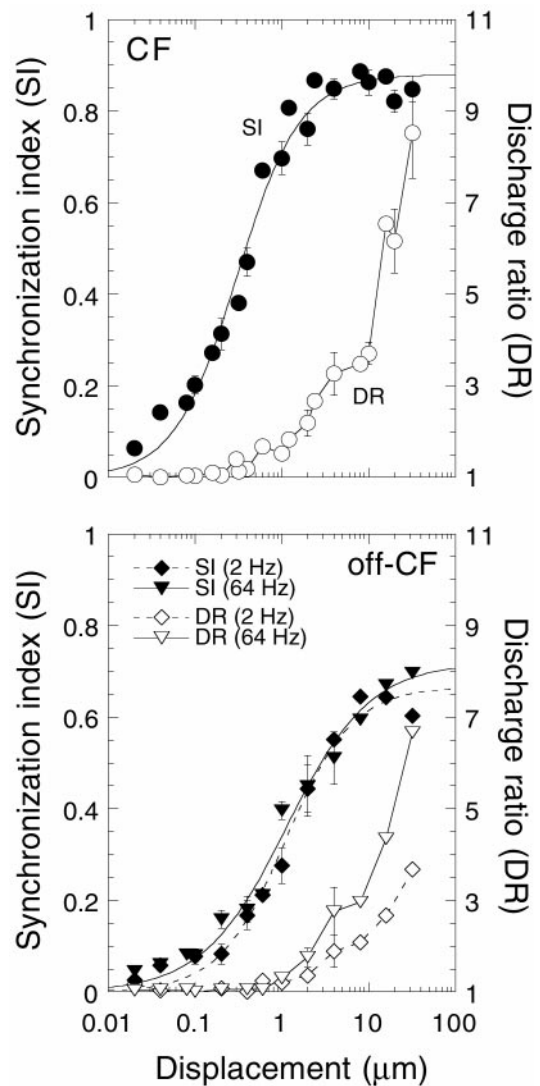 CF
Synchronization index (SI)
1
0.8
0.6
0.4
0.2
0
SI
DR
11
9
7
5
3
1
Discharge ratio (DR)
off-CF
SI (2 Hz)
SI (64 Hz)
DR (2 Hz)
DR (64 Hz)
Synchronization index (SI)
1
0.8
0.6
0.4
0.2
0
11
9
7
5
3
1
Discharge ratio (DR)
0.01 0.1 1 10 100
Displacement (μm)